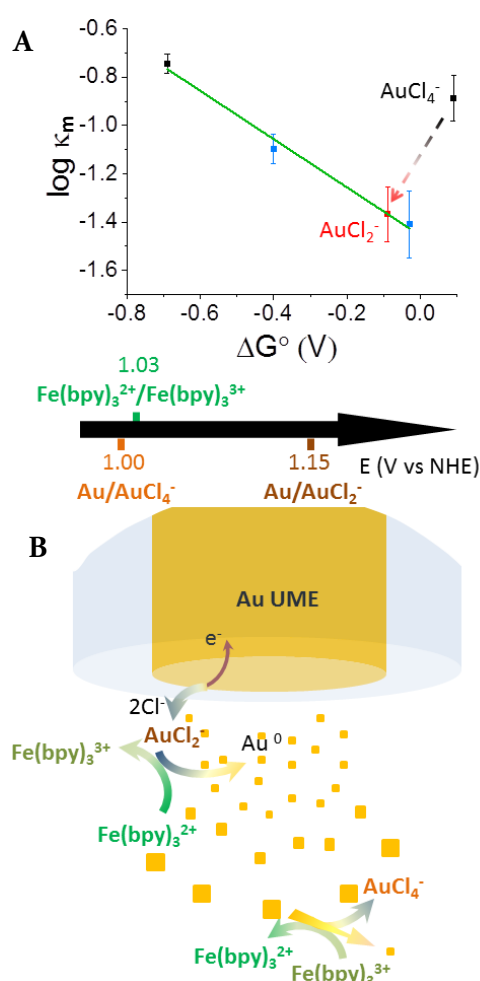 A
-0.6
-0.8
-1.0
-1.2
-1.4
-1.6
log κm
AuCl₄⁻
AuCl₂⁻
-0.8 -0.6 -0.4 -0.2 0.0
ΔG° (V)
1.03
Fe(bpy)₃²⁺/Fe(bpy)₃³⁺
1.00
1.15
E (V vs NHE)
Au/AuCl₄⁻
Au/AuCl₂⁻
B
Au UME
e⁻
2Cl⁻
AuCl₂⁻
Au ⁰
Fe(bpy)₃³⁺
Fe(bpy)₃²⁺
AuCl₄⁻
Fe(bpy)₃²⁺
Fe(bpy)₃³⁺